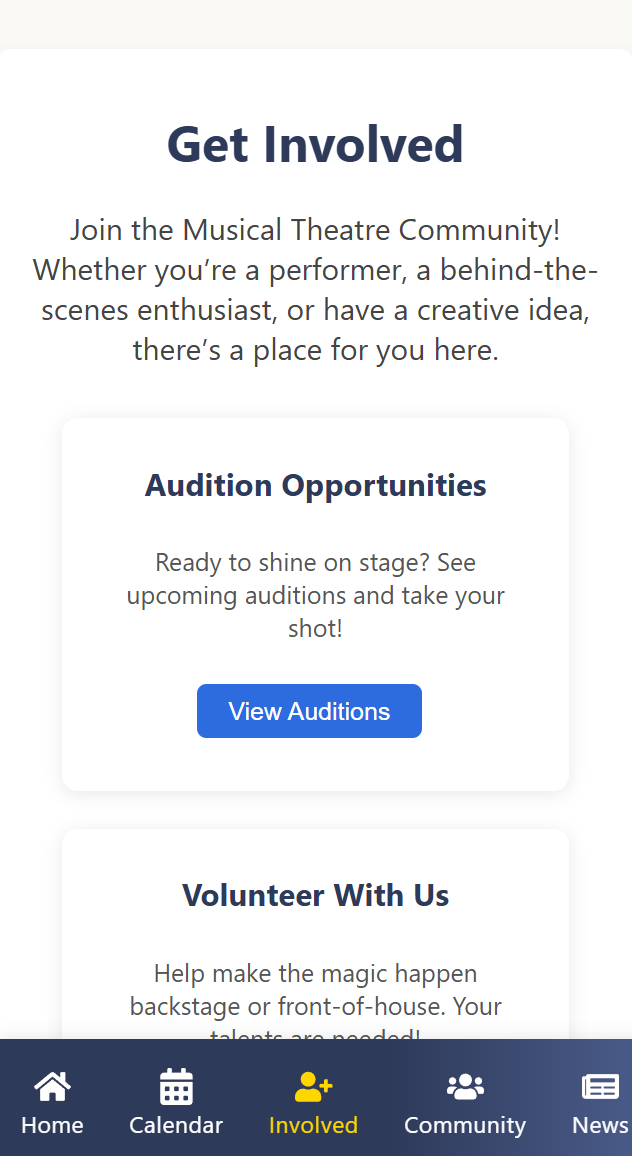 Get Involved
Join the Musical Theatre Community!
Whether you’re a performer, a behind-the-
scenes enthusiast, or have a creative idea,
there’s a place for you here.
Audition Opportunities
Ready to shine on stage? See
upcoming auditions and take your
shot!
View Auditions
Volunteer With Us
Help make the magic happen
backstage or front-of-house. Your
talents are needed!
Home
Calendar
Involved
Community
News